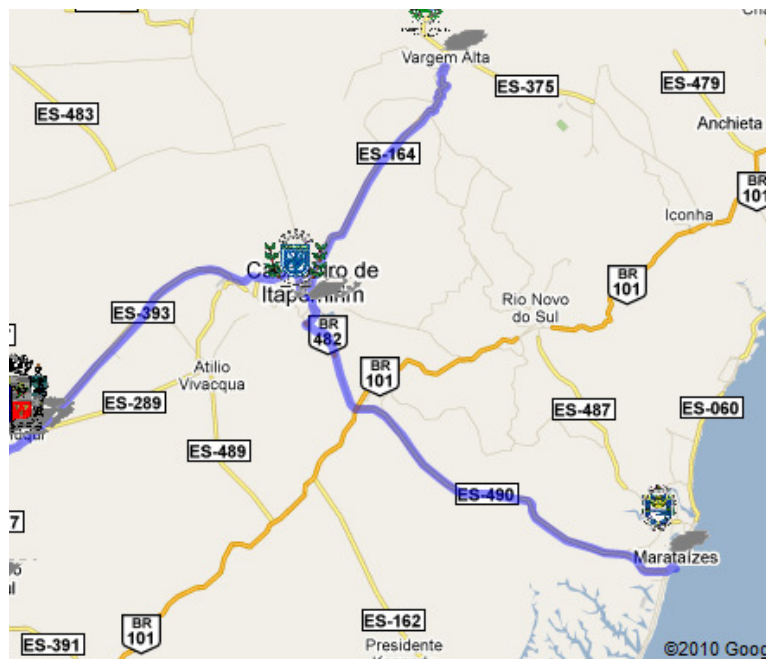 Vargem Alta
ES-375
ES-479
ES-483
Anchieta
ES-164
BR
101
Iconha
de
BR
101
Rio Novo
do Sul
ES-393
BR
482
Atilio
Vivacqua
BR
101
ES-289
ES-487
ES-060
ES-489
ES-490
7
Marataízes
ES-162
BR
101
ES-391
Presidente
©2010 Goog